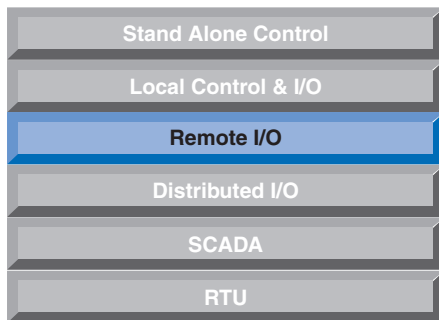 Stand Alone Control
Local Control & I/O
Remote I/O
Distributed I/O
SCADA
RTU